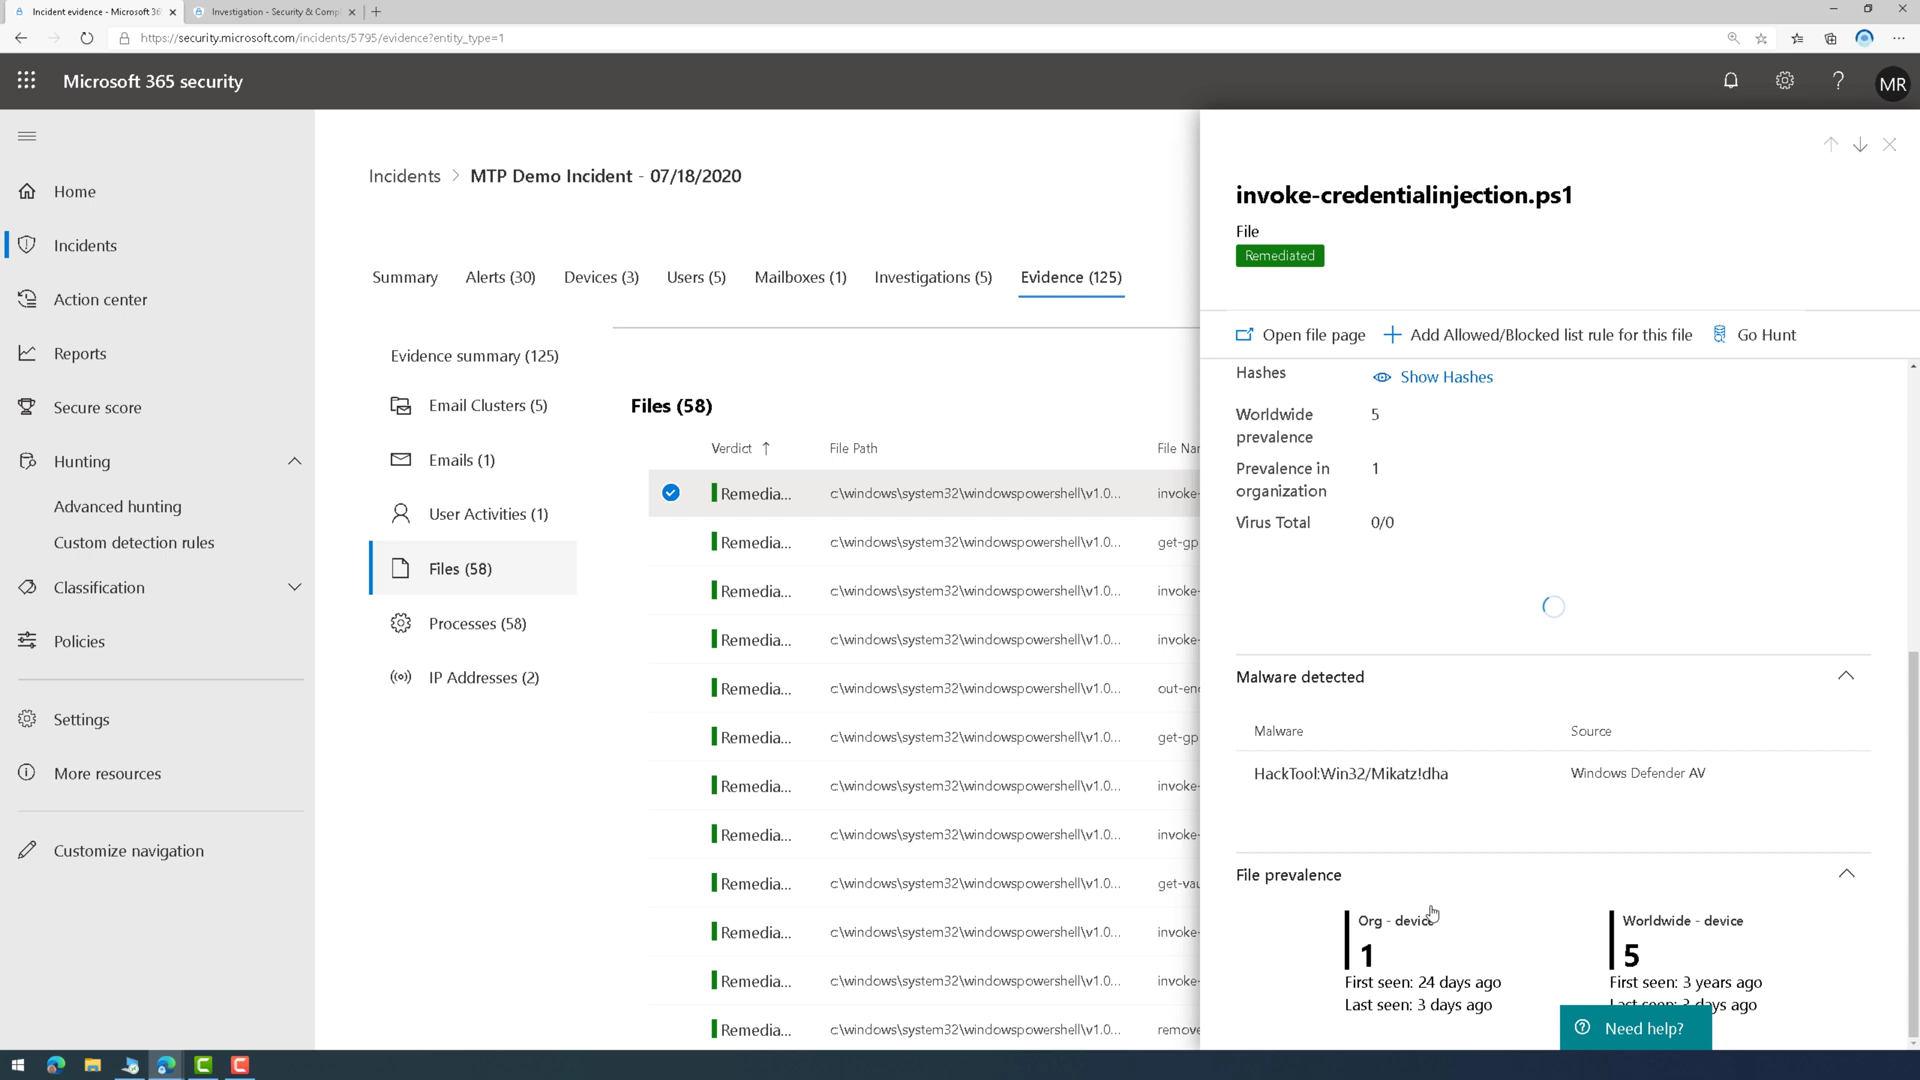 Incident evidence - Microsoft 36
Investigation - Security & Compl
https://security.microsoft.com/incidents/5795/evidence?entity_type=1
Microsoft 365 security
MR
Home
Incidents
Action center
Reports
Secure score
Hunting
Advanced hunting
Custom detection rules
Classification
Policies
Settings
More resources
Customize navigation
Incidents > MTP Demo Incident - 07/18/2020
Summary
Alerts (30)
Devices (3)
Users (5)
Mailboxes (1)
Investigations (5)
Evidence (125)
Evidence summary (125)
Email Clusters (5)
Emails (1)
User Activities (1)
Files (58)
Processes (58)
IP Addresses (2)
Files (58)
Verdict File Path File Nar
Remedia... c:\windows\system32\windowspowershell\v1.0... invoke-
Remedia... c:\windows\system32\windowspowershell\v1.0... get-gp
Remedia... c:\windows\system32\windowspowershell\v1.0... invoke-
Remedia... c:\windows\system32\windowspowershell\v1.0... invoke-
Remedia... c:\windows\system32\windowspowershell\v1.0... out-en
Remedia... c:\windows\system32\windowspowershell\v1.0... get-gp
Remedia... c:\windows\system32\windowspowershell\v1.0... invoke-
Remedia... c:\windows\system32\windowspowershell\v1.0... invoke-
Remedia... c:\windows\system32\windowspowershell\v1.0... get-vau
Remedia... c:\windows\system32\windowspowershell\v1.0... invoke-
Remedia... c:\windows\system32\windowspowershell\v1.0... invoke-
Remedia... c:\windows\system32\windowspowershell\v1.0... remove
invoke-credentialinjection.ps1
File
Remediated
Open file page
Add Allowed/Blocked list rule for this file
Go Hunt
Hashes Show Hashes
Worldwide prevalence 5
Prevalence in organization 1
Virus Total 0/0
Malware detected
Malware Source
HackTool:Win32/Mikatz!dha Windows Defender AV
File prevalence
Org - device
1
First seen: 24 days ago
Last seen: 3 days ago
Worldwide - device
5
First seen: 3 years ago
Last seen: 3 days ago
Need help?